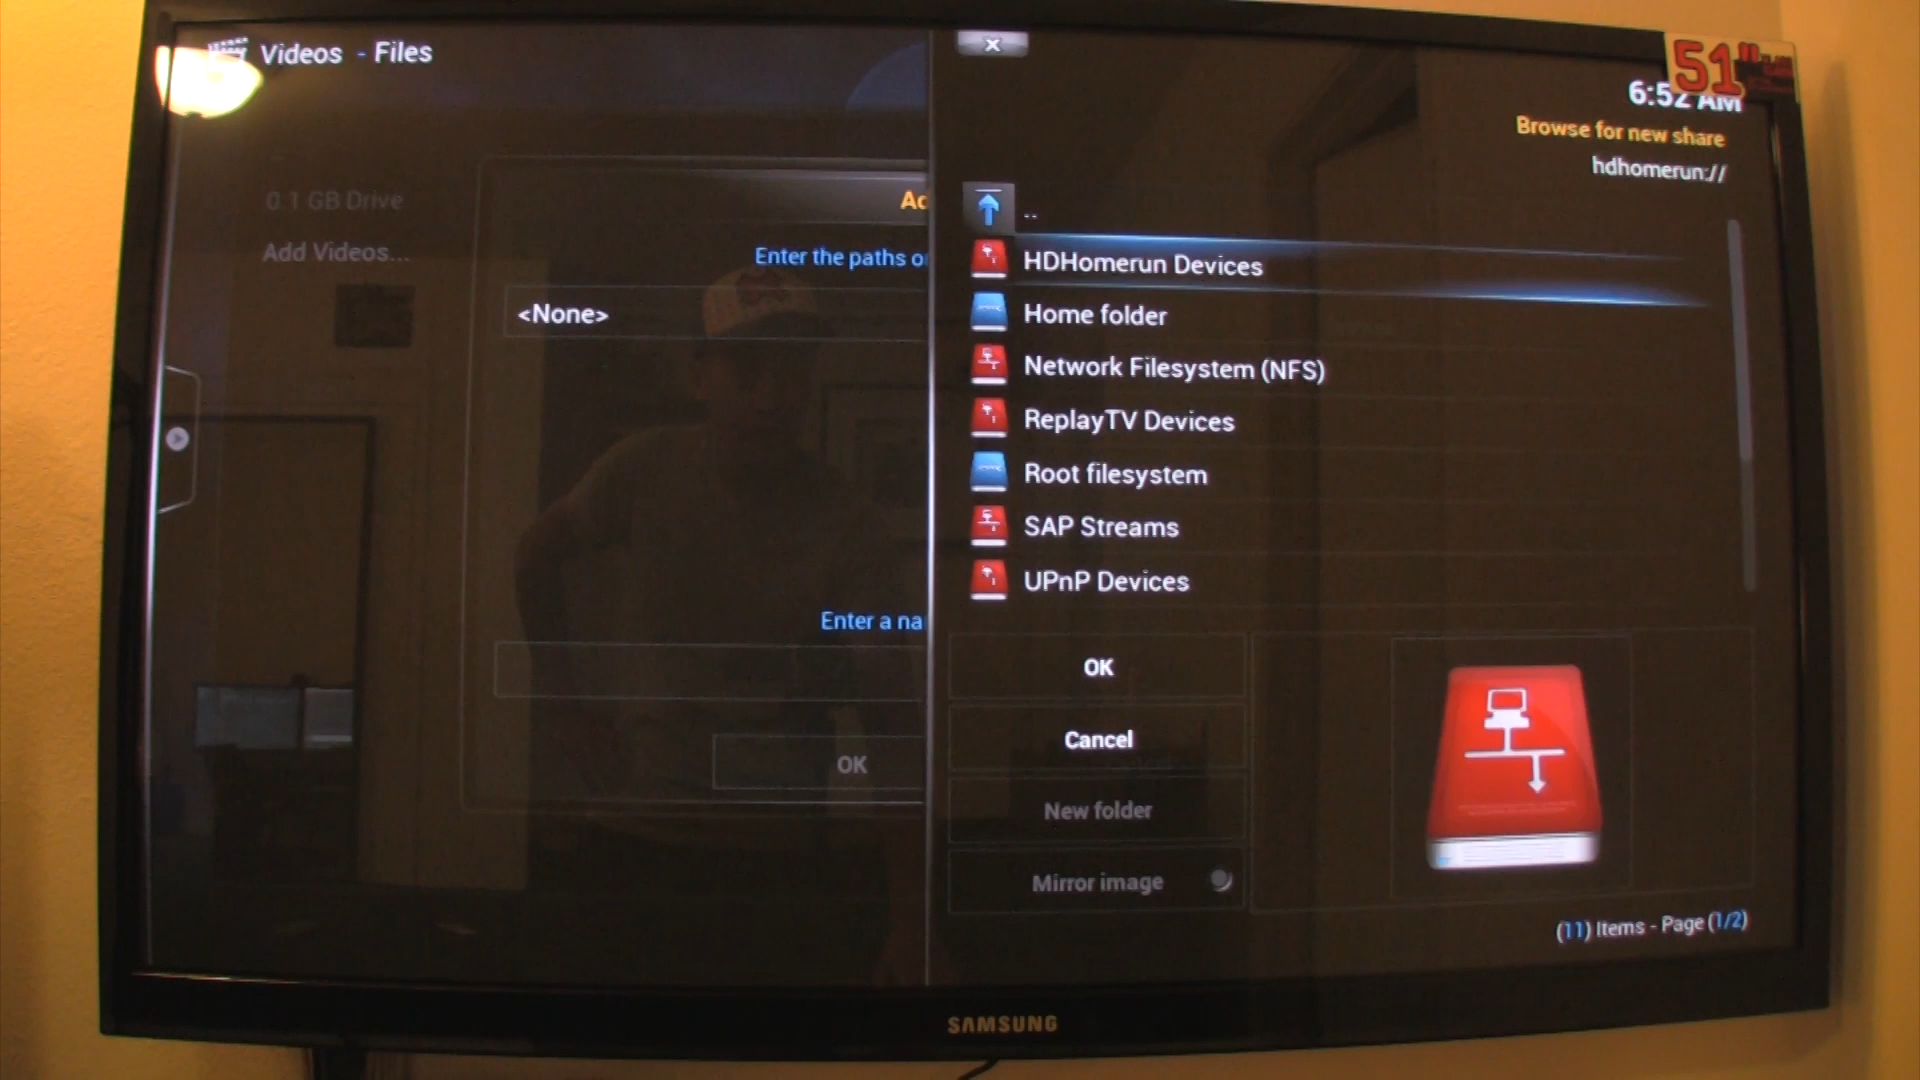 Videos - Files
51"
6:52 AM
Browse for new share
hdhomerun://
0.1 GB Drive
Add Videos...
Enter the paths
<None>
Enter a
OK
..
HDHomerun Devices
Home folder
Network Filesystem (NFS)
ReplayTV Devices
Root filesystem
SAP Streams
UPnP Devices
OK
Cancel
New folder
Mirror image
(11) Items - Page (1/2)
SAMSUNG